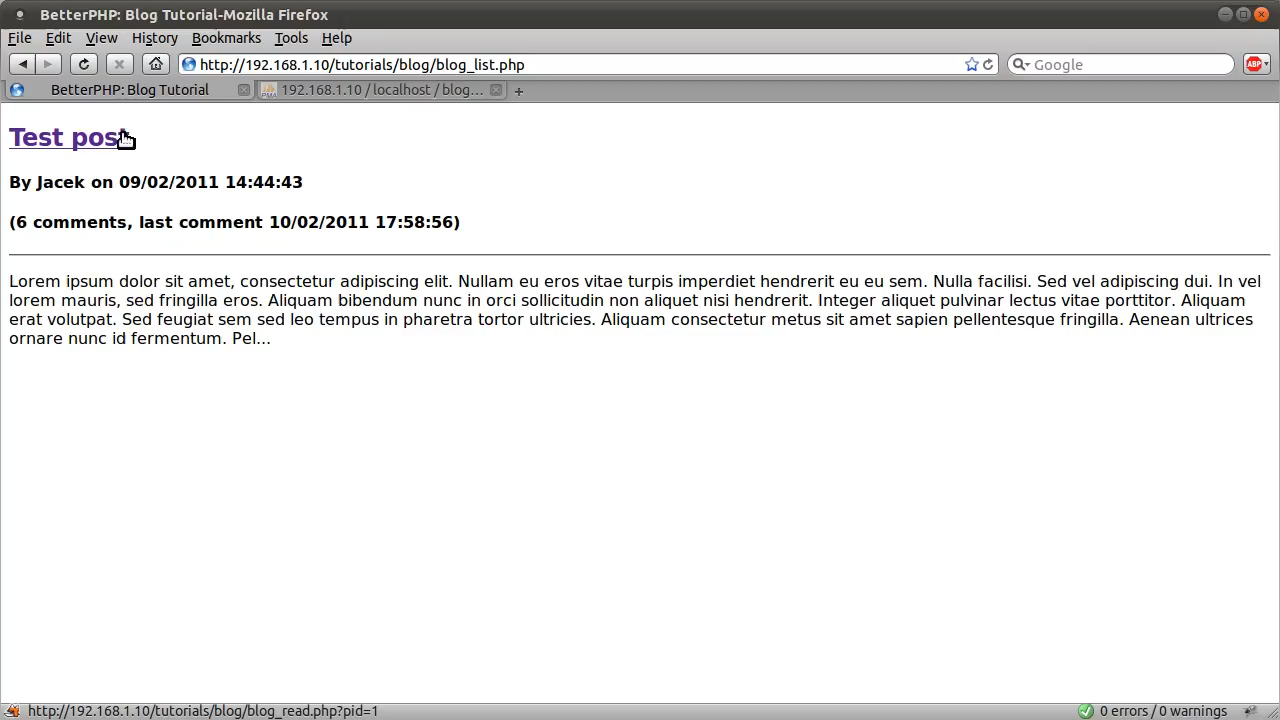 BetterPHP: Blog Tutorial-Mozilla Firefox
File Edit View History Bookmarks Tools Help
http://192.168.1.10/tutorials/blog/blog_list.php
Google
ABP
BetterPHP: Blog Tutorial
PMA
192.168.1.10 / localhost / blog...
Test post
By Jacek on 09/02/2011 14:44:43
(6 comments, last comment 10/02/2011 17:58:56)
Lorem ipsum dolor sit amet, consectetur adipiscing elit. Nullam eu eros vitae turpis imperdiet hendrerit eu eu sem. Nulla facilisi. Sed vel adipiscing dui. In vel
lorem mauris, sed fringilla eros. Aliquam bibendum nunc in orci sollicitudin non aliquet nisi hendrerit. Integer aliquet pulvinar lectus vitae porttitor. Aliquam
erat volutpat. Sed feugiat sem sed leo tempus in pharetra tortor ultricies. Aliquam consectetur metus sit amet sapien pellentesque fringilla. Aenean ultrices
ornare nunc id fermentum. Pel...
http://192.168.1.10/tutorials/blog/blog_read.php?pid=1
0 errors / 0 warnings